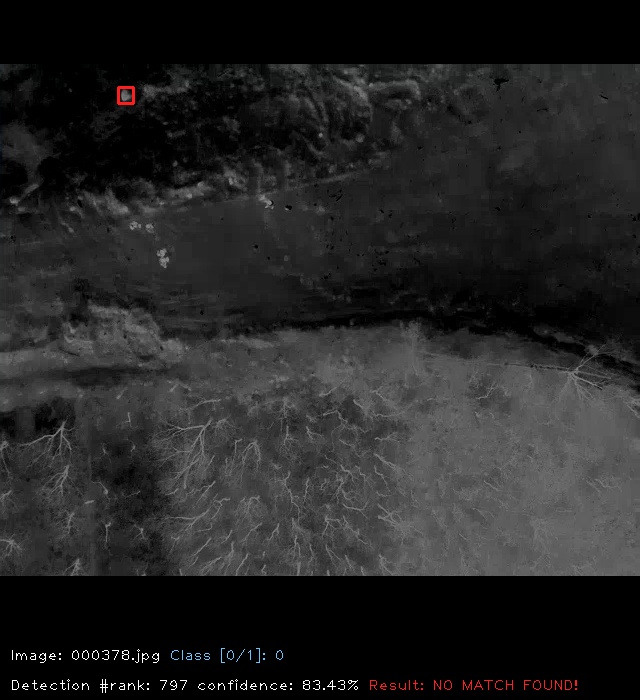 Image: 000378.jpg Class [0/1]: 0
Detection #rank: 797 confidence: 83.43% Result: NO MATCH FOUND!